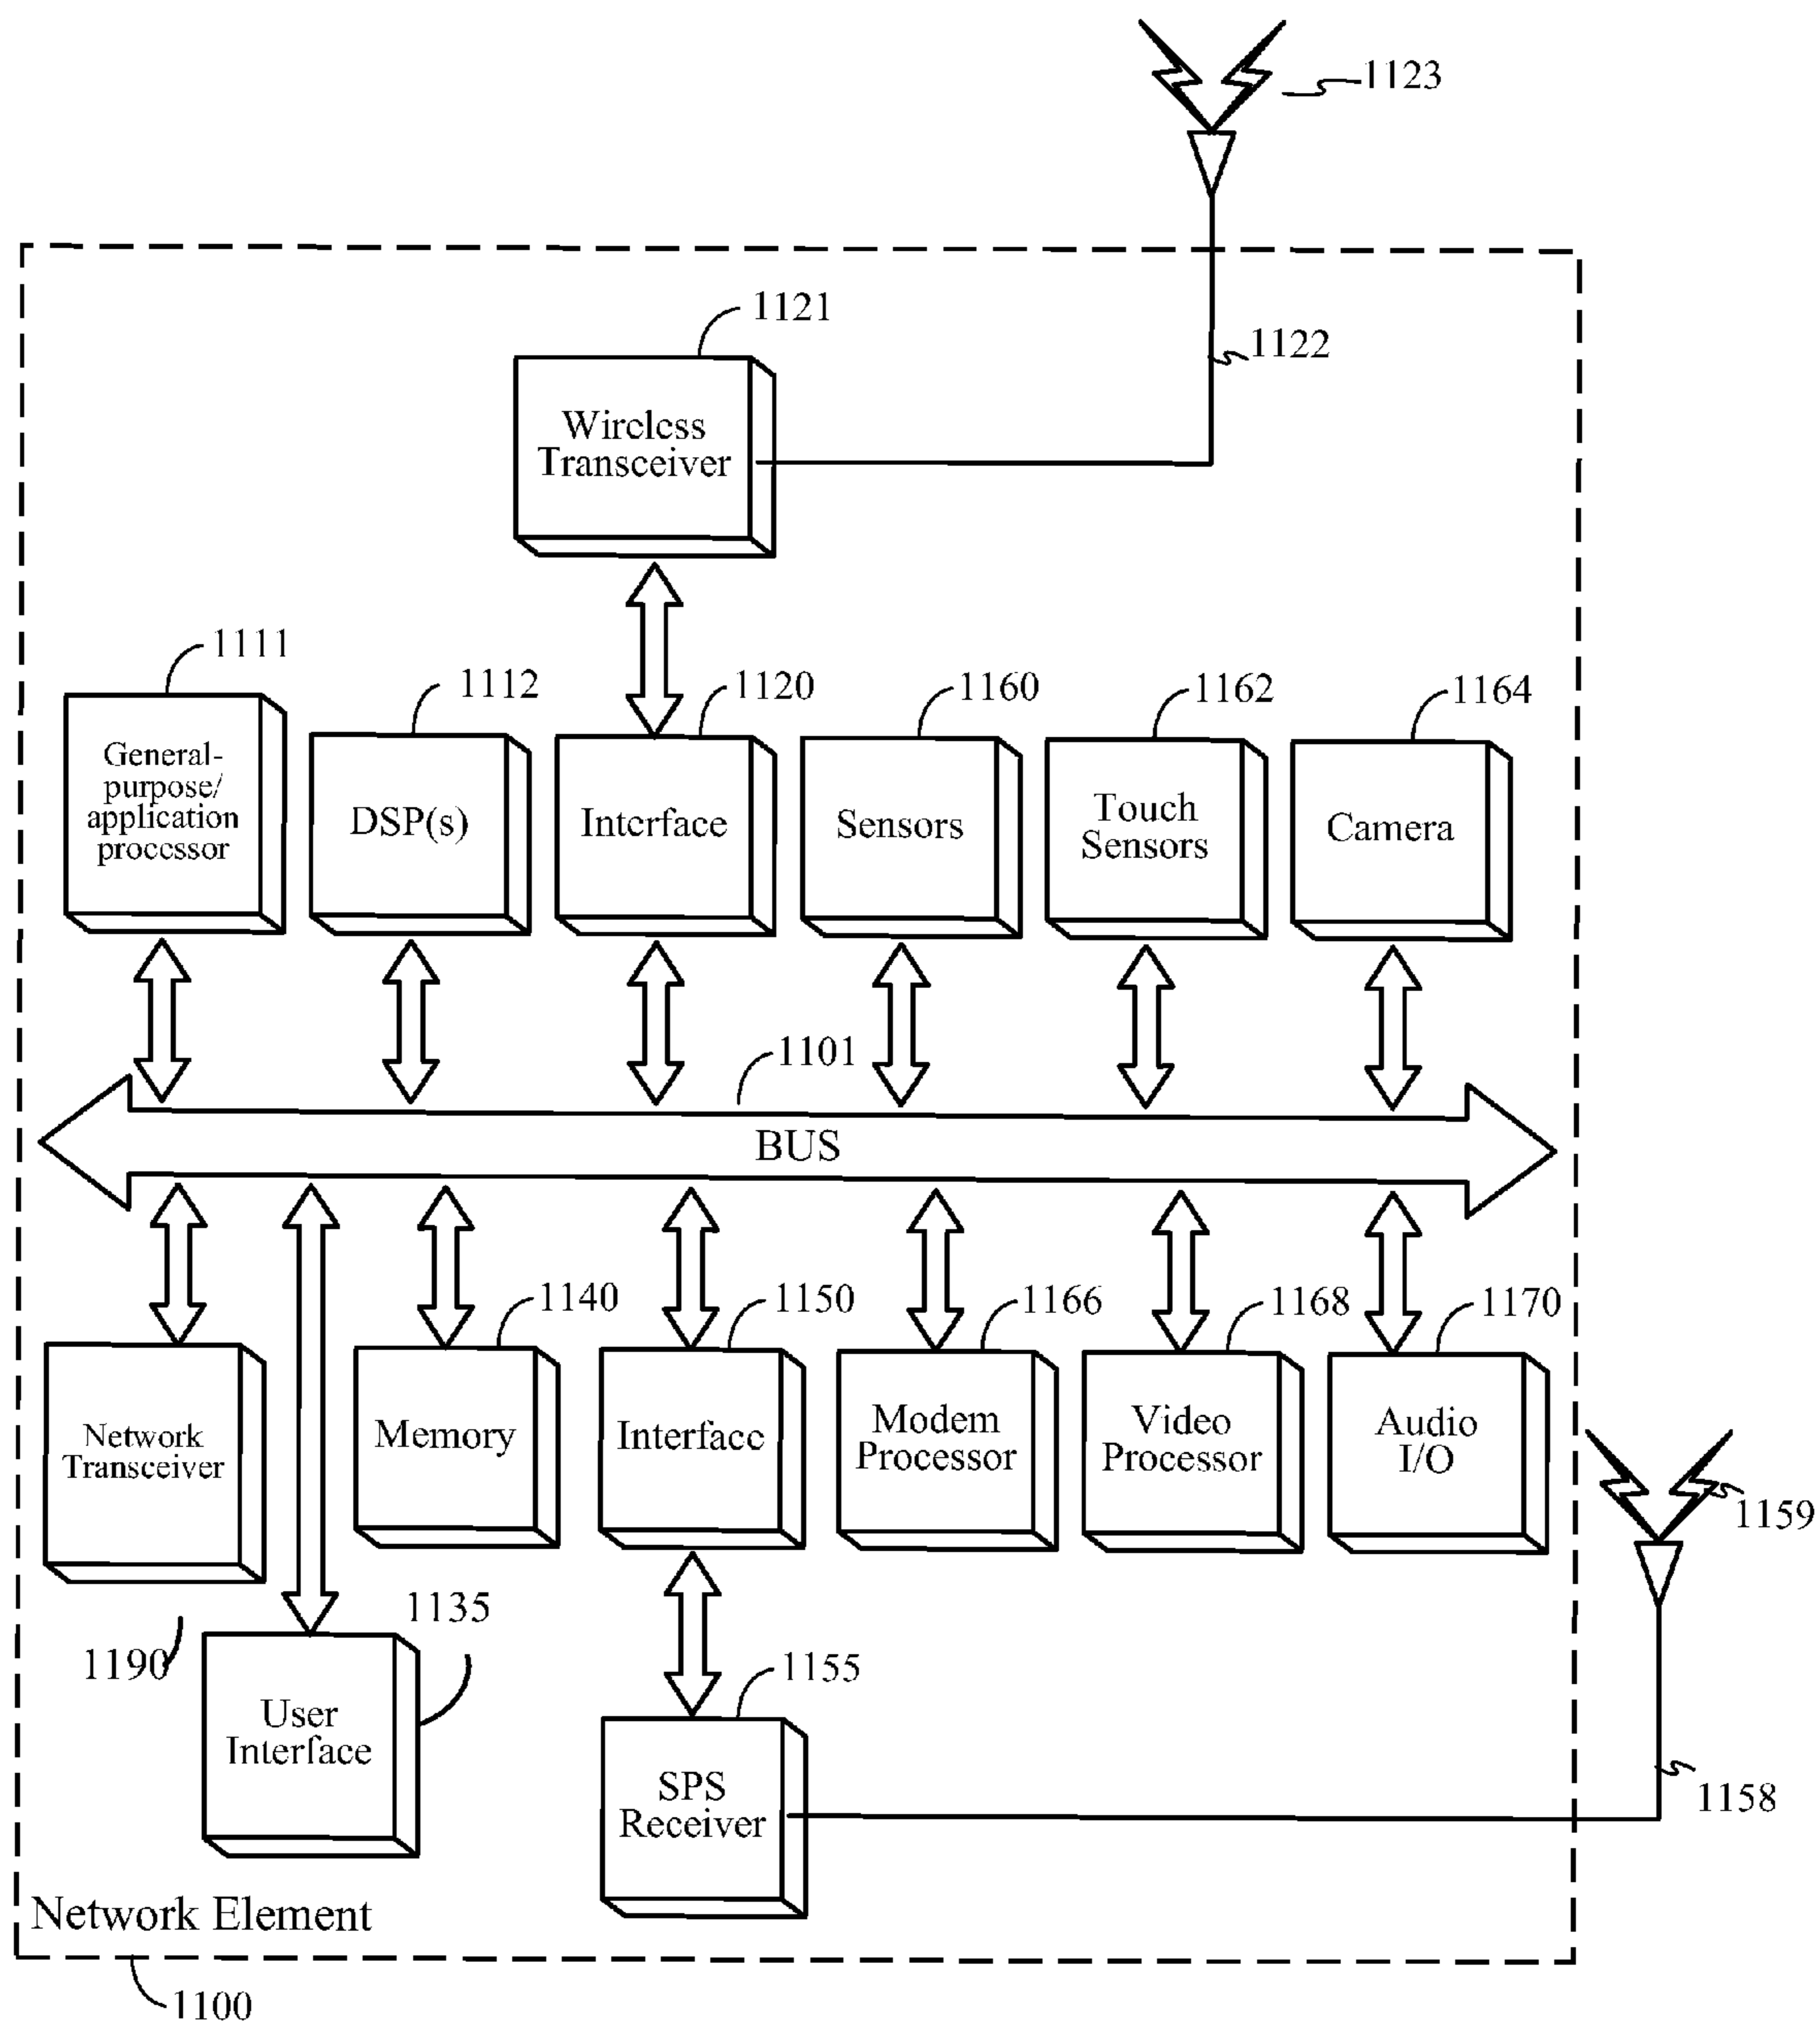 1123
1121
1122
Wireless
Transceiver
1111
1112
1120
1160
1162
1164
General-
purpose/
application
processor
DSP(s)
Interface
Sensors
Touch
Sensors
Camera
1101
BUS
1140
1150
1166
1168
1170
Network
Transceiver
Memory
Interface
Modem
Processor
Video
Processor
Audio
I/O
1159
1190
1135
1155
User
Interface
SPS
Receiver
1158
Network Element
1100